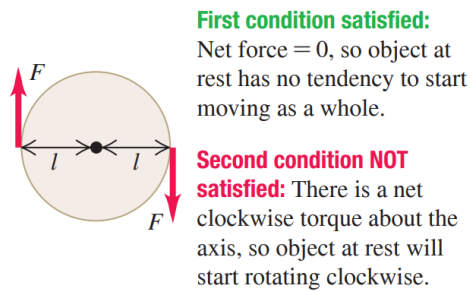 First condition satisfied:
Net force = 0, so object at
rest has no tendency to start
moving as a whole.
F
l
l
F
Second condition NOT
satisfied: There is a net
clockwise torque about the
axis, so object at rest will
start rotating clockwise.